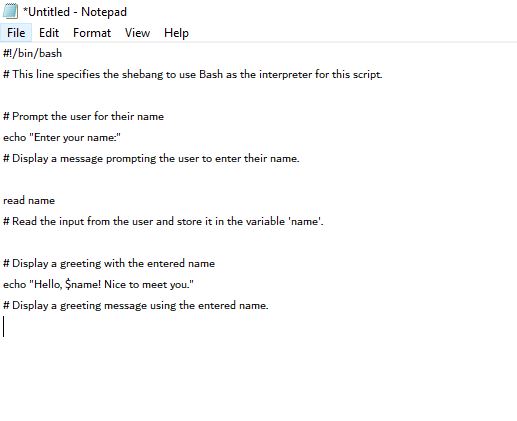 *Untitled - Notepad
File Edit Format View Help
#!/bin/bash
# This line specifies the shebang to use Bash as the interpreter for this script.

# Prompt the user for their name
echo "Enter your name:"
# Display a message prompting the user to enter their name.

read name
# Read the input from the user and store it in the variable 'name'.

# Display a greeting with the entered name
echo "Hello, $name! Nice to meet you."
# Display a greeting message using the entered name.